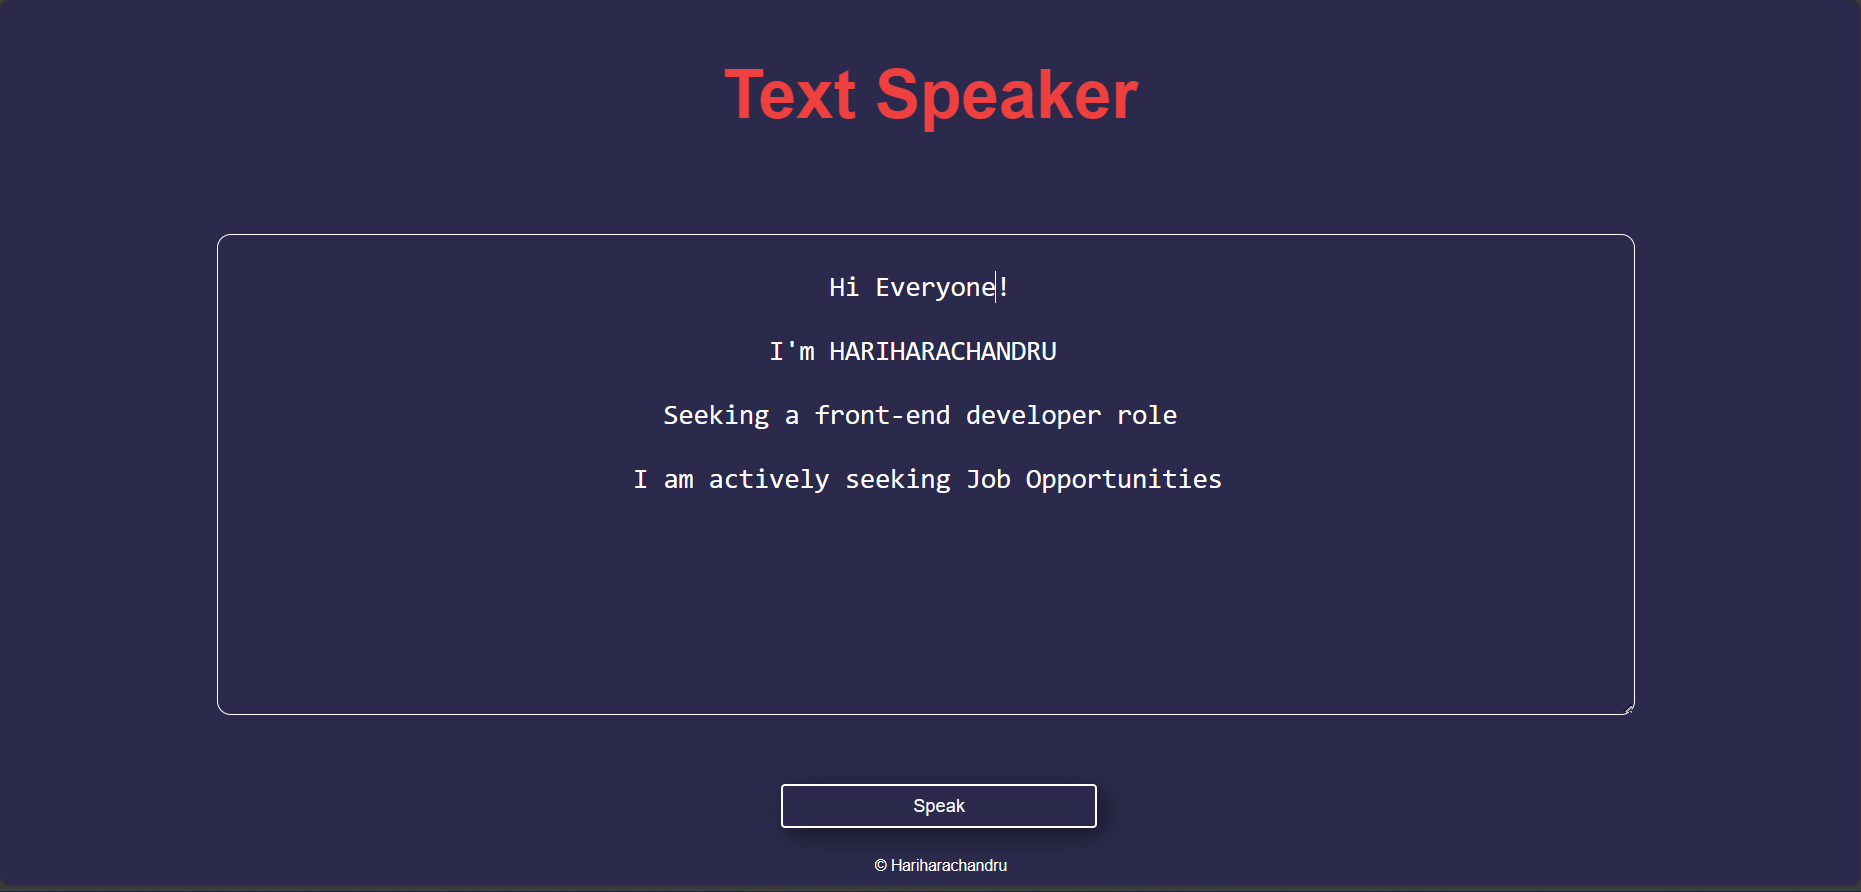 Text Speaker
Hi Everyone!
I'm HARIHARACHANDRU
Seeking a front-end developer role
I am actively seeking Job Opportunities
Speak
© Hariharachandru